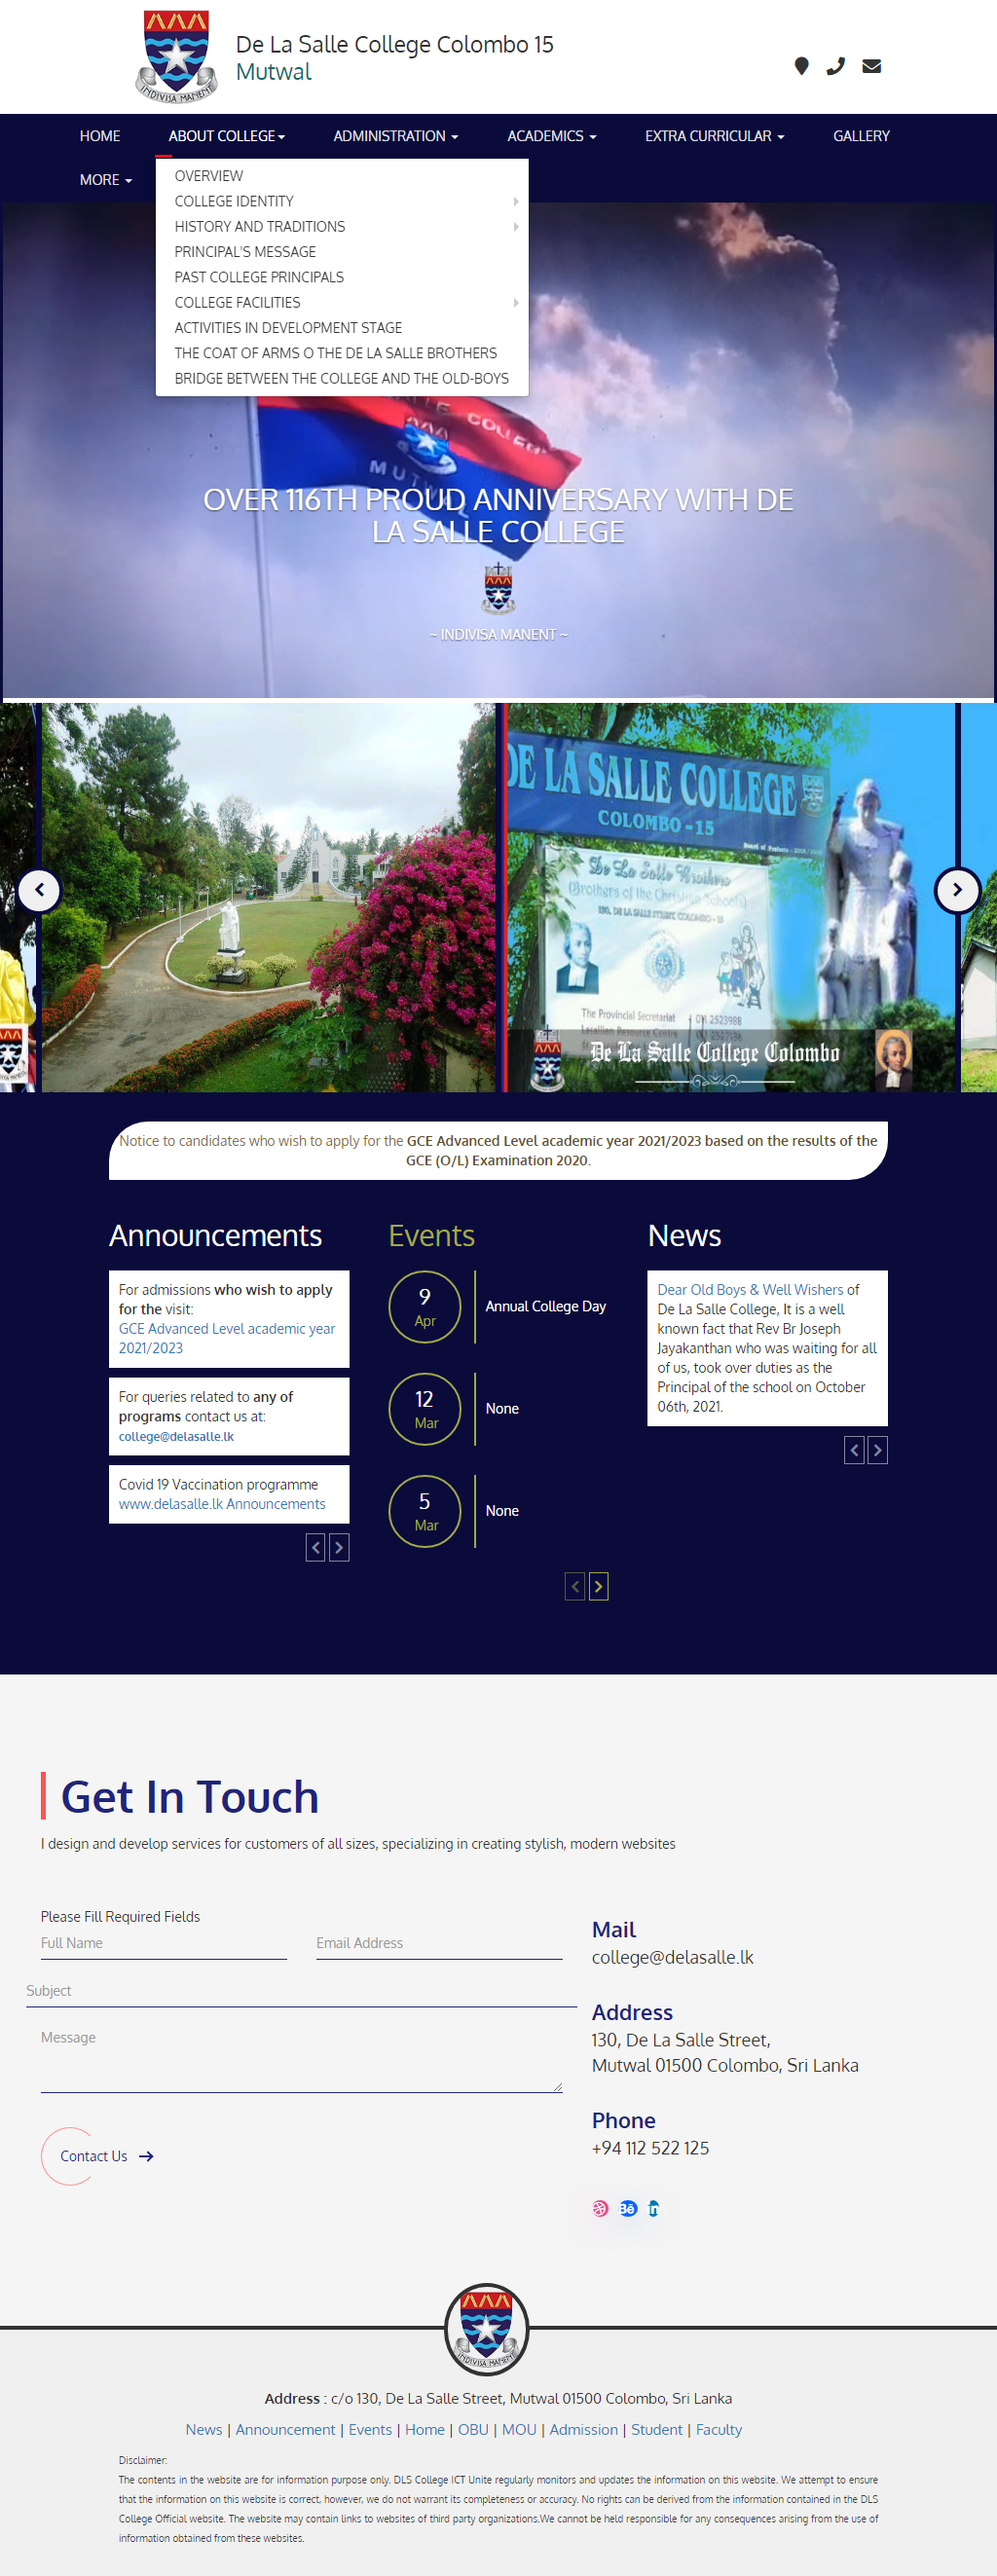 De La Salle College Colombo 15
Mutwal
INDIVISA MANENT
HOME
ABOUT COLLEGE
ADMINISTRATION
ACADEMICS
EXTRA CURRICULAR
GALLERY
MORE
OVERVIEW
COLLEGE IDENTITY
HISTORY AND TRADITIONS
PRINCIPAL'S MESSAGE
PAST COLLEGE PRINCIPALS
COLLEGE FACILITIES
ACTIVITIES IN DEVELOPMENT STAGE
THE COAT OF ARMS O THE DE LA SALLE BROTHERS
BRIDGE BETWEEN THE COLLEGE AND THE OLD-BOYS
SALLE COLLEGE
MUTWAL
OVER 116TH PROUD ANNIVERSARY WITH DE
LA SALLE COLLEGE
~ INDIVISA MANENT ~
DE LA SALLE COLLEGE
COLOMBO -15
De La Salle Brothers
(Brothers of the Christian Schools)
130, DE LA SALLE STREET, COLOMBO - 15
The Provincial Secretariat
Lasallian Resource Centre
011 2523988
De La Salle College Colombo
Notice to candidates who wish to apply for the GCE Advanced Level academic year 2021/2023 based on the results of the
GCE (O/L) Examination 2020.
Announcements
For admissions who wish to apply
for the visit:
GCE Advanced Level academic year
2021/2023
For queries related to any of
programs contact us at:
college@delasalle.lk
Covid 19 Vaccination programme
www.delasalle.lk Announcements
Events
9
Apr
Annual College Day
12
Mar
None
5
Mar
None
News
Dear Old Boys & Well Wishers of
De La Salle College, It is a well
known fact that Rev Br Joseph
Jayakanthan who was waiting for all
of us, took over duties as the
Principal of the school on October
06th, 2021.
Get In Touch
I design and develop services for customers of all sizes, specializing in creating stylish, modern websites
Please Fill Required Fields
Full Name
Email Address
Subject
Message
Contact Us
Mail
college@delasalle.lk
Address
130, De La Salle Street,
Mutwal 01500 Colombo, Sri Lanka
Phone
+94 112 522 125
INDIVISA MANENT
Address : c/o 130, De La Salle Street, Mutwal 01500 Colombo, Sri Lanka
News | Announcement | Events | Home | OBU | MOU | Admission | Student | Faculty
Disclaimer:
The contents in the website are for information purpose only. DLS College ICT Unite regularly monitors and updates the information on this website. We attempt to ensure
that the information on this website is correct, however, we do not warrant its completeness or accuracy. No rights can be derived from the information contained in the DLS
College Official website. The website may contain links to websites of third party organizations.We cannot be held responsible for any consequences arising from the use of
information obtained from these websites.